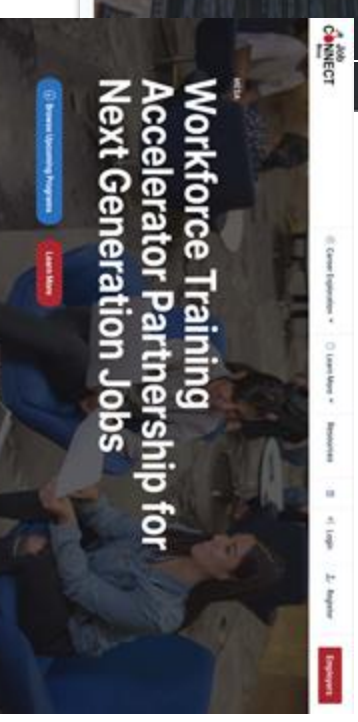 Job
CONNECT
Career Exploration
Learn More
Resources
Login
Register
Employers
Workforce Training
Accelerator Partnership for
Next Generation Jobs
Browse Upcoming Programs
Learn More